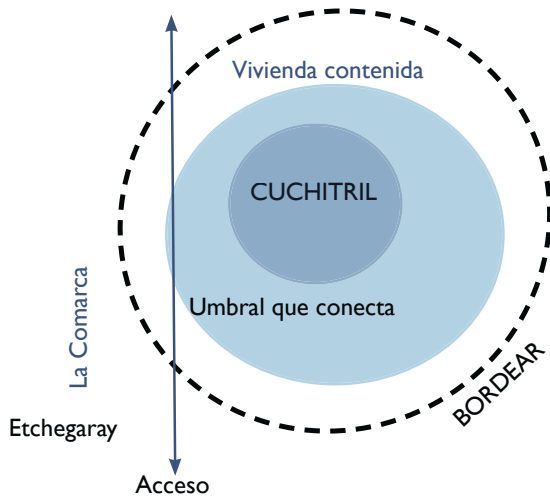 Vivienda contenida
CUCHITRIL
Umbral que conecta
La Comarca
BORDEAR
Etchegaray
Acceso